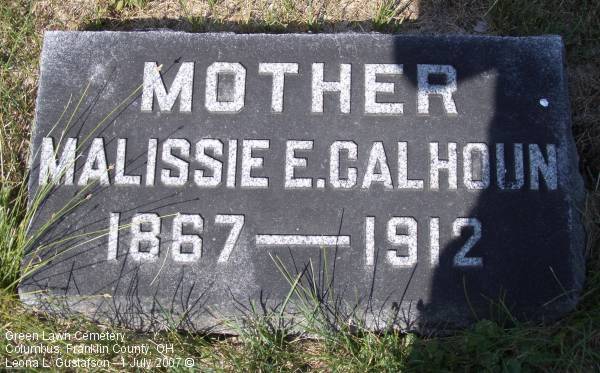 MOTHER
MALISSIE E. CALHOUN
1867 — 1912
Green Lawn Cemetery
Columbus, Franklin County, OH
Leona L. Gustafson - 1 July 2007 ©